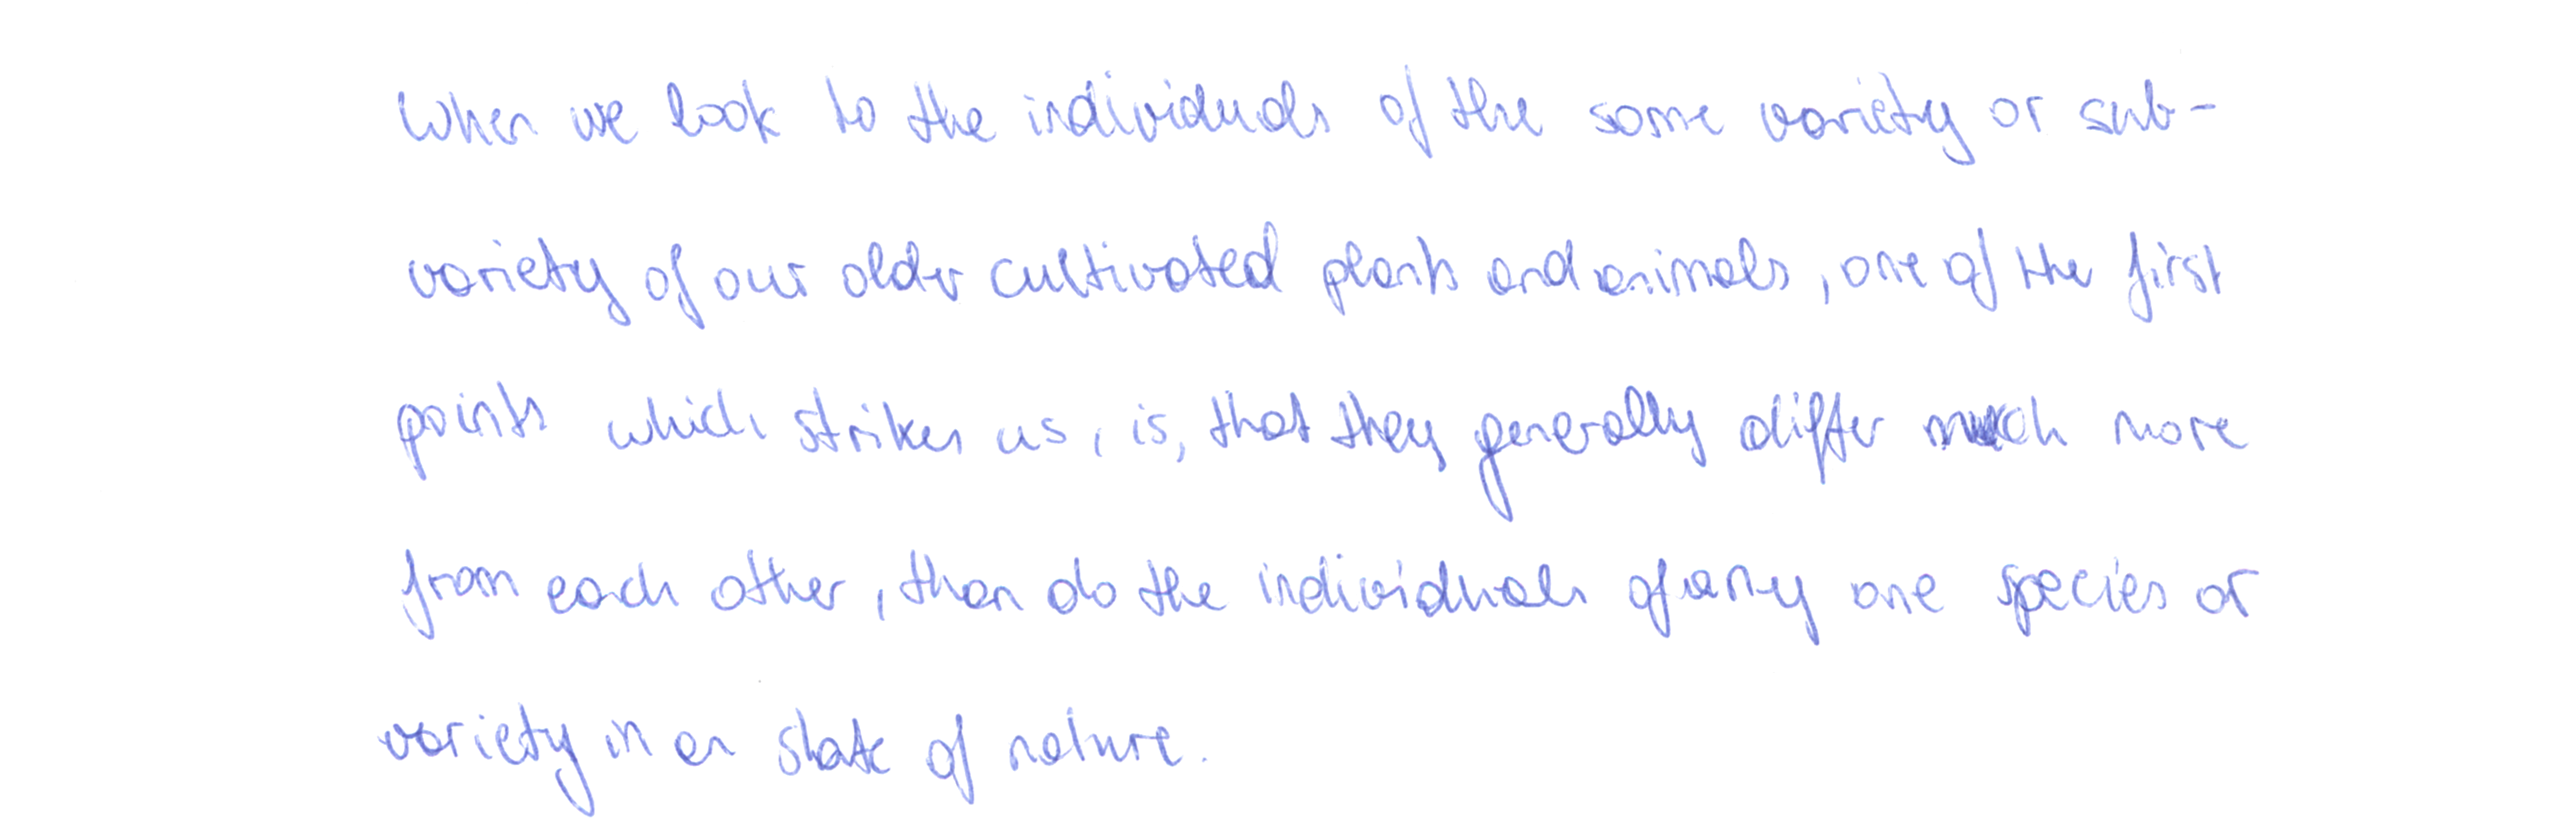 When we look to the individuals of the same variety or sub-
variety of our older cultivated plants and animals, one of the first
points which strikes us, is, that they generally differ much more
from each other, than do the individuals of any one species or
variety in an state of nature.